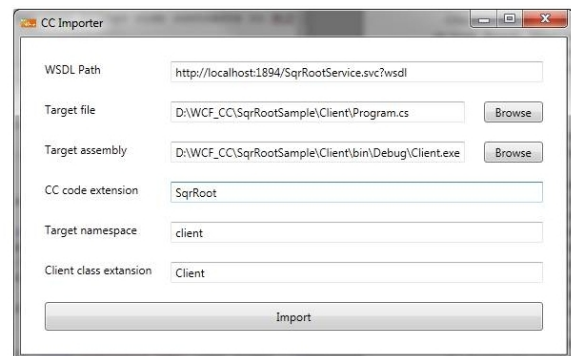 CC Importer
WSDL Path http://localhost:1894/SqrRootService.svc?wsdl
Target file D:\WCF_CC\SqrRootSample\Client\Program.cs Browse
Target assembly D:\WCF_CC\SqrRootSample\Client\bin\Debug\Client.exe Browse
CC code extension SqrRoot
Target namespace client
Client class extansion Client
Import